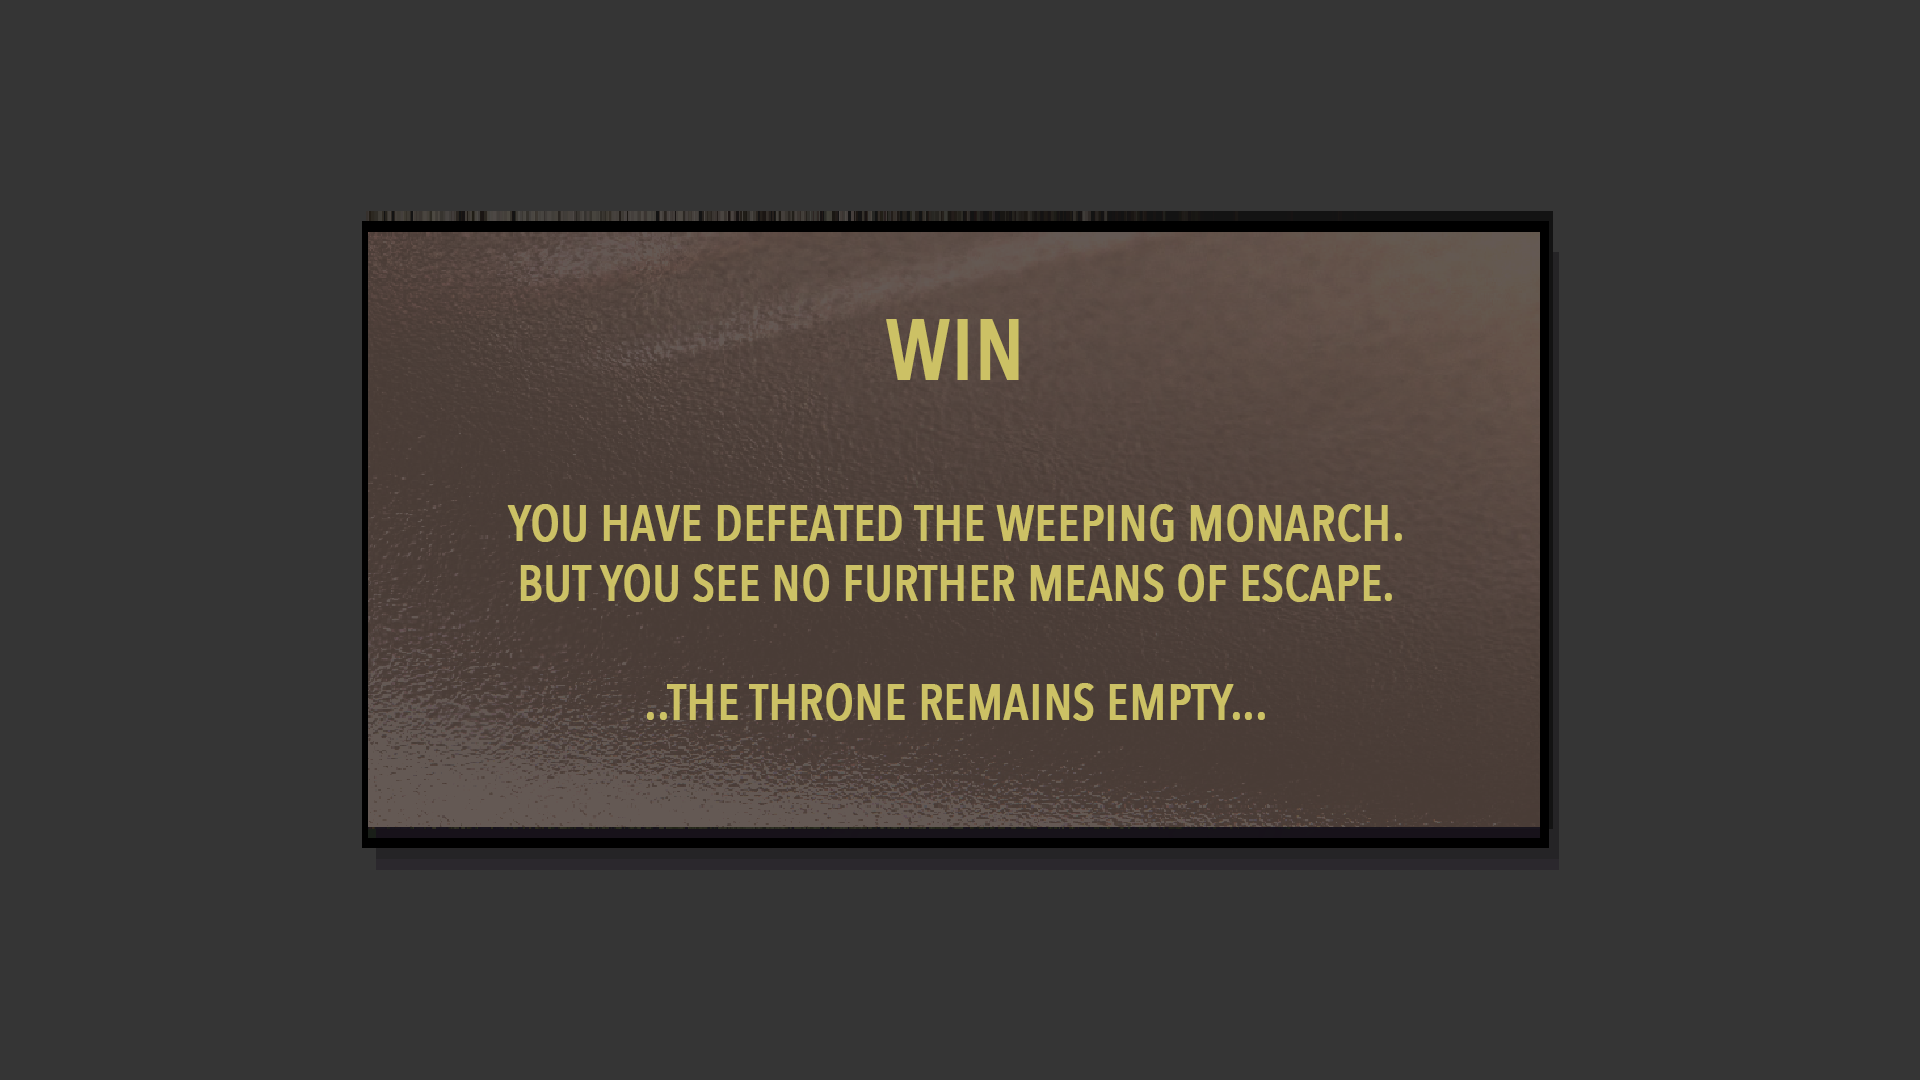 WIN
YOU HAVE DEFEATED THE WEEPING MONARCH.
BUT YOU SEE NO FURTHER MEANS OF ESCAPE.
..THE THRONE REMAINS EMPTY...